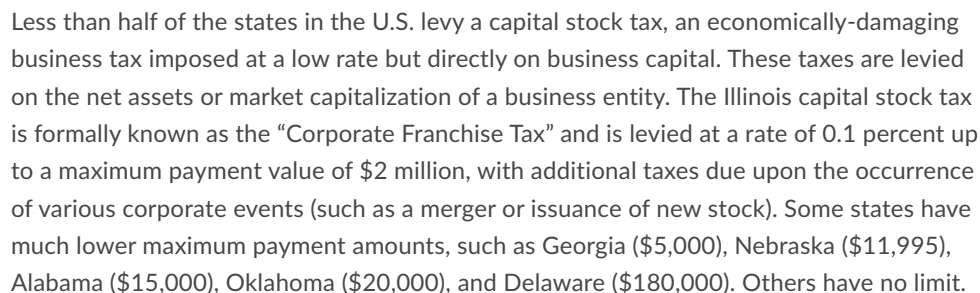 Less than half of the states in the U.S. levy a capital stock tax, an economically-damaging
business tax imposed at a low rate but directly on business capital. These taxes are levied
on the net assets or market capitalization of a business entity. The Illinois capital stock tax
is formally known as the “Corporate Franchise Tax” and is levied at a rate of 0.1 percent up
to a maximum payment value of $2 million, with additional taxes due upon the occurrence
of various corporate events (such as a merger or issuance of new stock). Some states have
much lower maximum payment amounts, such as Georgia ($5,000), Nebraska ($11,995),
Alabama ($15,000), Oklahoma ($20,000), and Delaware ($180,000). Others have no limit.